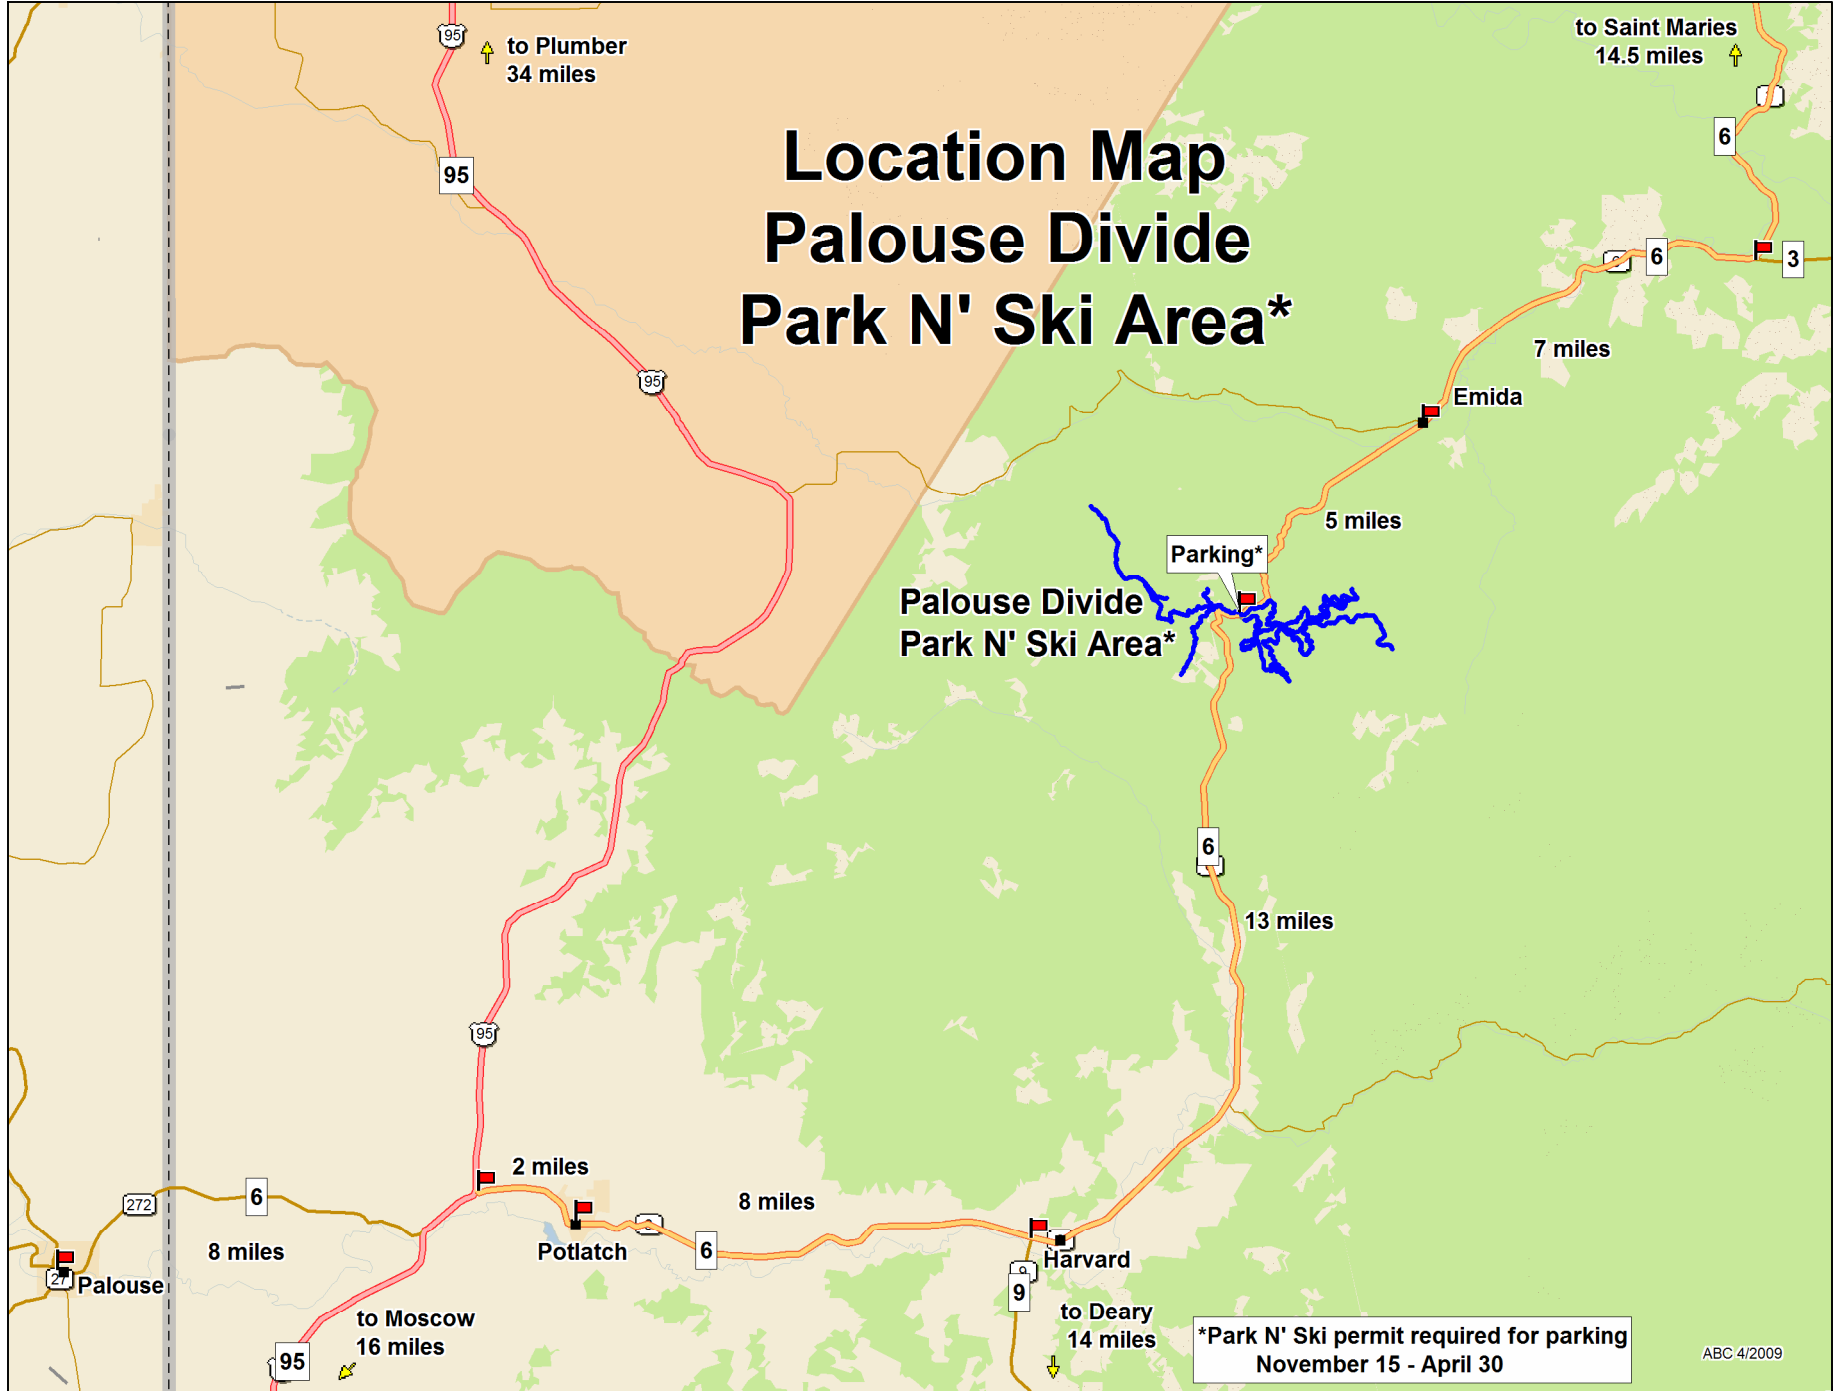 95
to Plumber
34 miles
to Saint Maries
14.5 miles
6
95
Location Map
Palouse Divide
Park N' Ski Area*
6
3
7 miles
95
Emida
5 miles
Parking*
Palouse Divide
Park N' Ski Area*
6
13 miles
95
2 miles
272
6
8 miles
8 miles
Potlatch
6
Harvard
27
Palouse
9
9
to Moscow
16 miles
to Deary
14 miles
95
*Park N' Ski permit required for parking
November 15 - April 30
ABC 4/2009